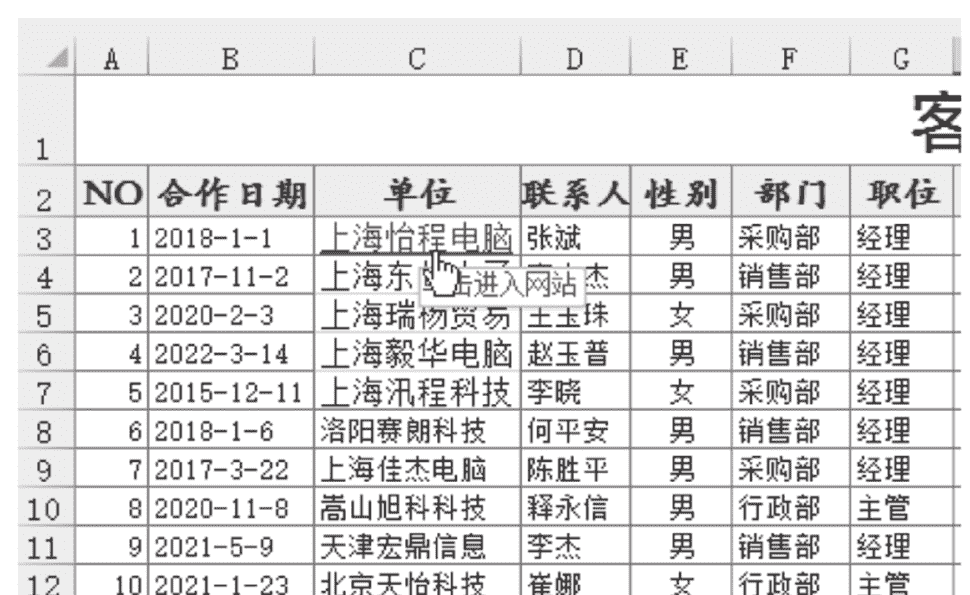 A B C D E F G
1 客
2 NO 合作日期 单位 联系人 性别 部门 职位
3 1 2018-1-1 上海怡程电脑 张斌 男 采购部 经理
4 2 2017-11-2 上海东 杰 男 销售部 经理
击进入网站
5 3 2020-2-3 上海瑞杨贸易 王玉珠 女 采购部 经理
6 4 2022-3-14 上海毅华电脑 赵玉普 男 销售部 经理
7 5 2015-12-11 上海汛程科技 李晓 女 采购部 经理
8 6 2018-1-6 洛阳赛朗科技 何平安 男 销售部 经理
9 7 2017-3-22 上海佳杰电脑 陈胜平 男 采购部 经理
10 8 2020-11-8 嵩山旭科科技 释永信 男 行政部 主管
11 9 2021-5-9 天津宏鼎信息 李杰 男 销售部 经理
12 10 2021-1-23 北京天怡科技 崔娜 女 行政部 主管